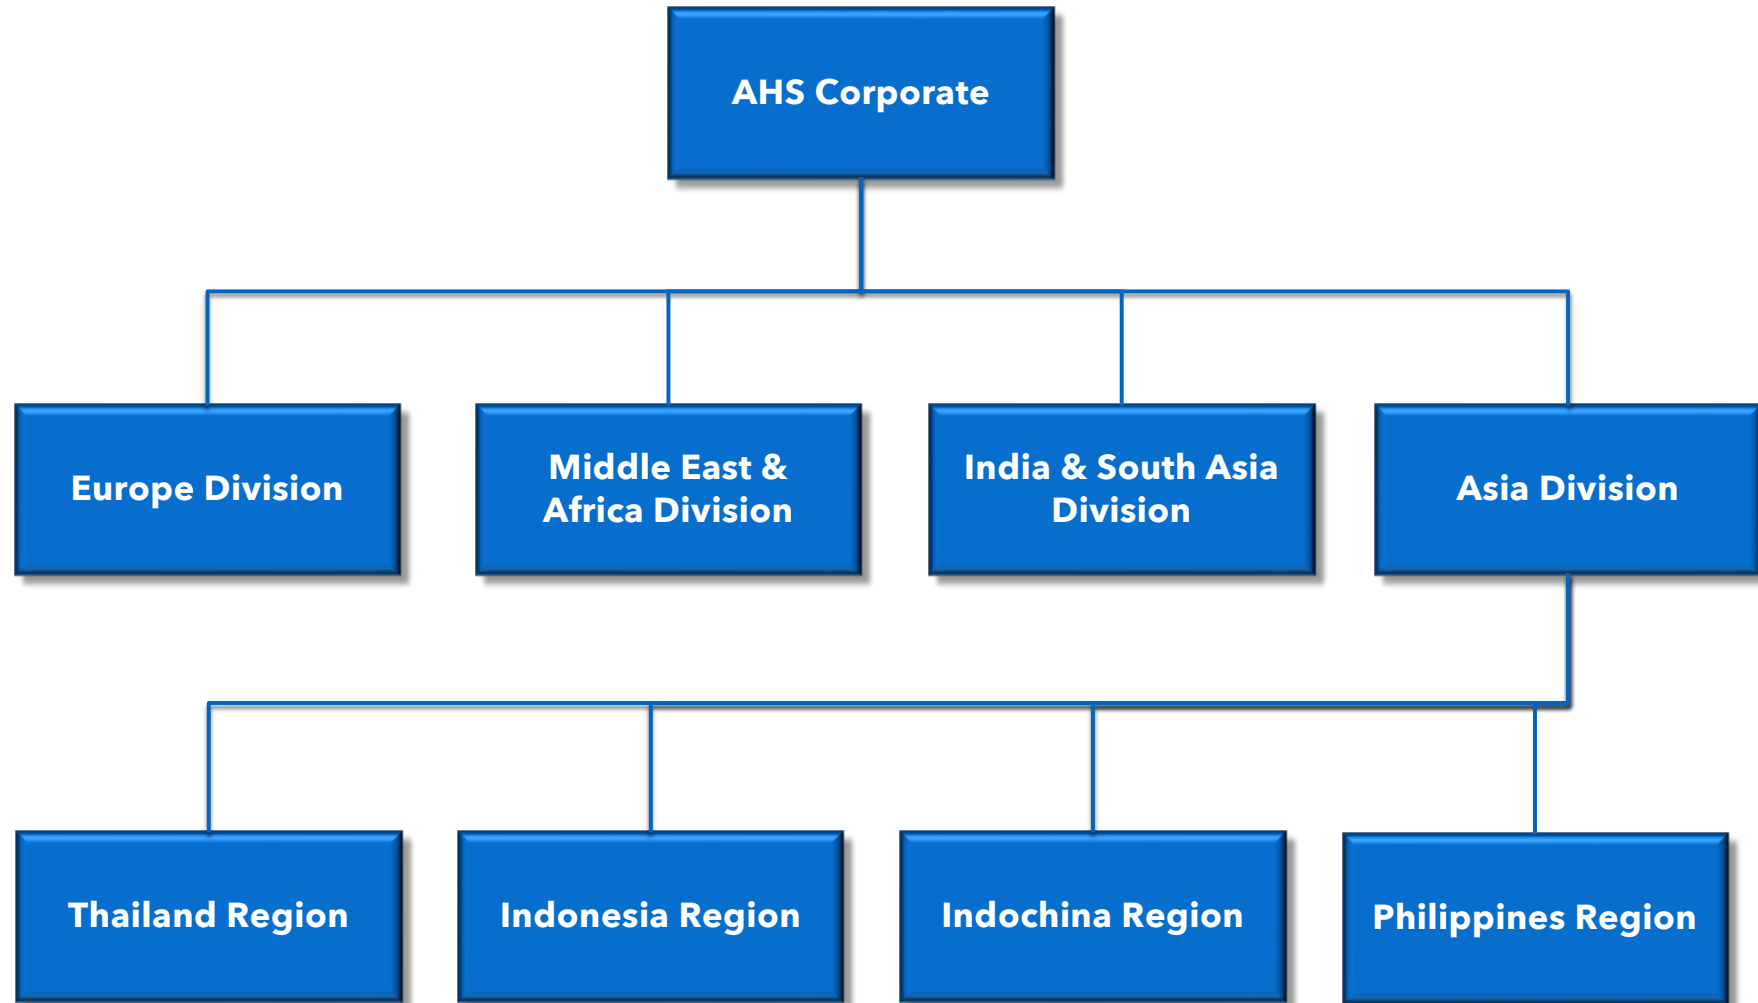 AHS Corporate
Europe Division
Middle East &
Africa Division
India & South Asia
Division
Asia Division
Thailand Region
Indonesia Region
Indochina Region
Philippines Region